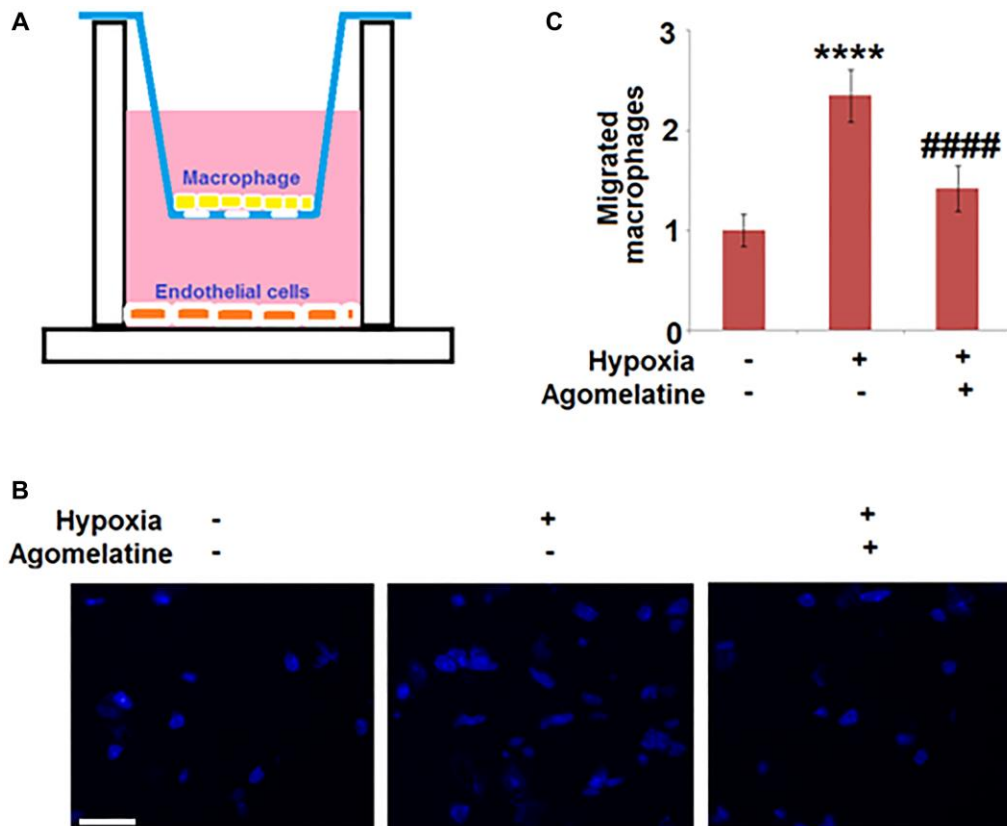 A
Macrophage
Endothelial cells
C
Migrated
macrophages
3
2
1
0
****
####
Hypoxia - + +
Agomelatine - - +
B
Hypoxia - + +
Agomelatine - - +